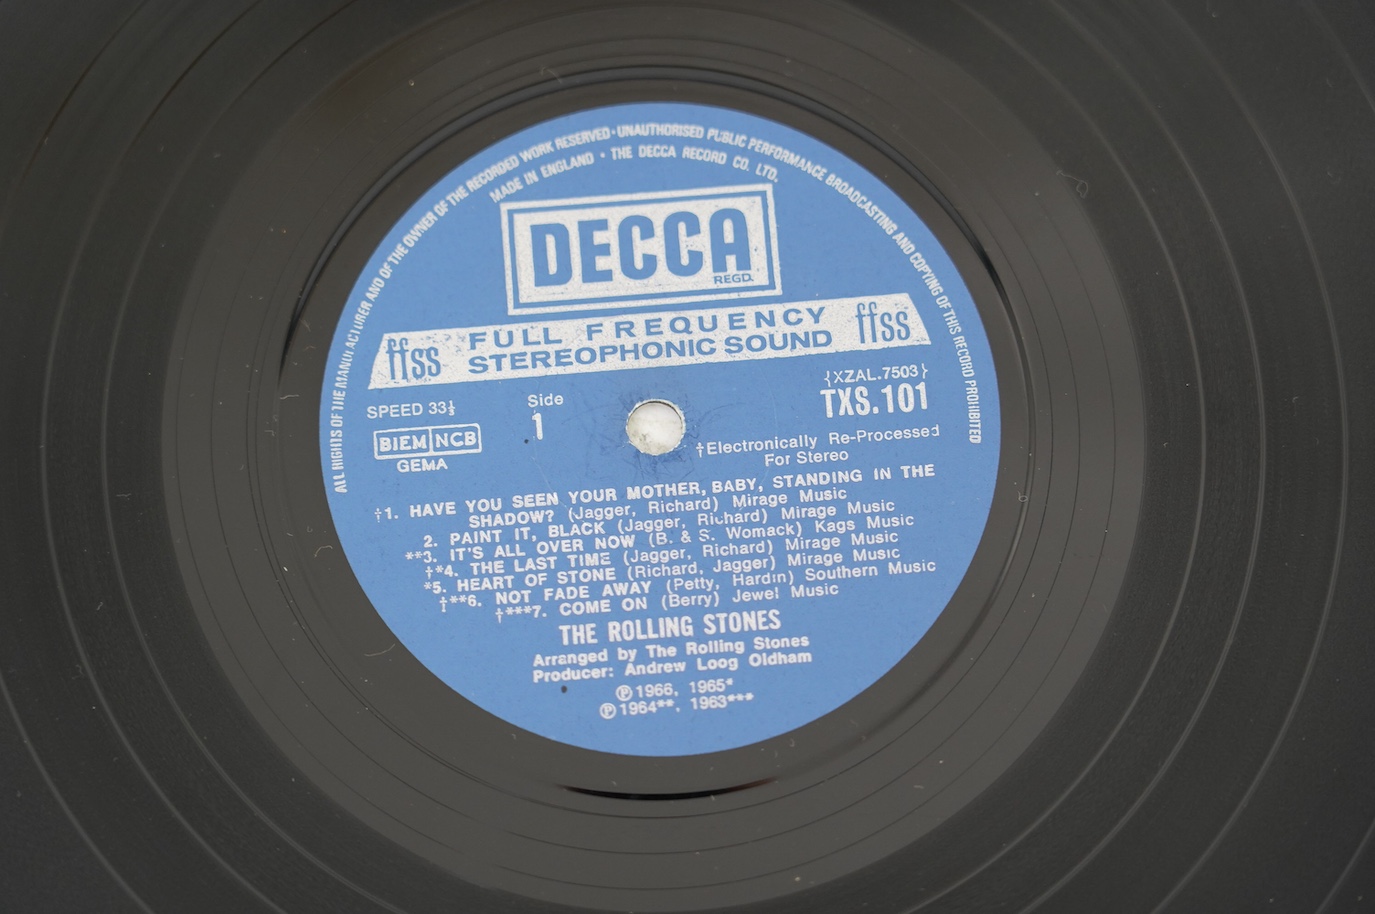 ALL RIGHTS OF THE MANUFACTURER AND OF THE OWNER OF THE RECORDED WORK RESERVED · UNAUTHORISED PUBLIC PERFORMANCE BROADCASTING AND COPYING OF THIS RECORD PROHIBITED
MADE IN ENGLAND · THE DECCA RECORD CO. LTD.
DECCA
REGD.
ffss FULL FREQUENCY ffss
STEREOPHONIC SOUND
{XZAL.7503}
SPEED 33⅓ Side TXS.101
1
BIEM NCB
GEMA
†Electronically Re-Processed
For Stereo
†1. HAVE YOU SEEN YOUR MOTHER, BABY, STANDING IN THE
SHADOW? (Jagger, Richard) Mirage Music
2. PAINT IT, BLACK (Jagger, Richard) Mirage Music
**3. IT'S ALL OVER NOW (B. & S. Womack) Kags Music
†*4. THE LAST TIME (Jagger, Richard) Mirage Music
*5. HEART OF STONE (Richard, Jagger) Mirage Music
†**6. NOT FADE AWAY (Petty, Hardin) Southern Music
†***7. COME ON (Berry) Jewel Music
THE ROLLING STONES
Arranged by The Rolling Stones
Producer: Andrew Loog Oldham
℗ 1966, 1965*
℗ 1964**, 1963***